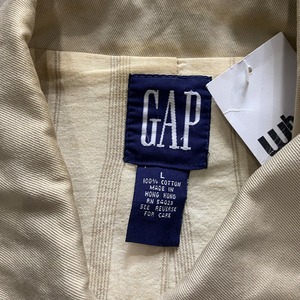 GAP
L
100% COTTON
MADE IN
HONG KONG
RN 54023
SEE REVERSE
FOR CARE